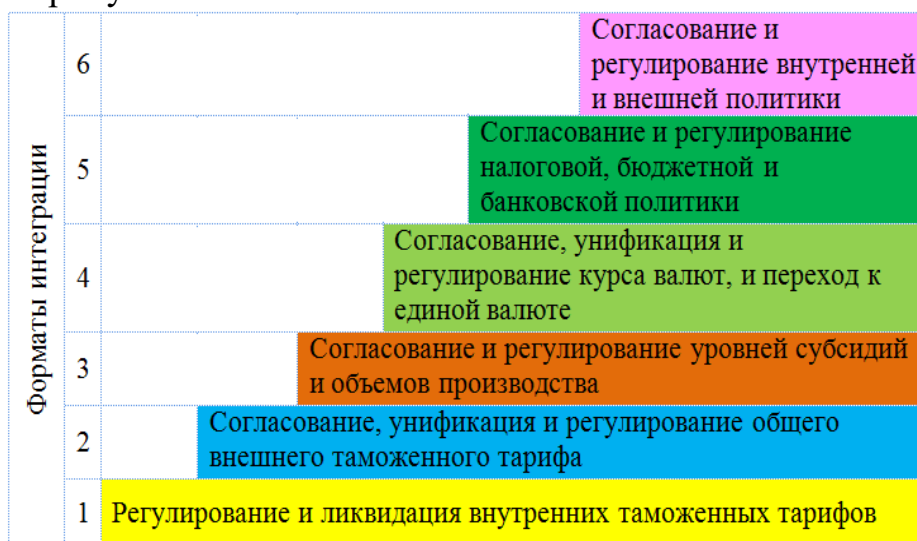 Форматы интеграции
6
Согласование и
регулирование внутренней
и внешней политики
5
Согласование и регулирование
налоговой, бюджетной и
банковской политики
4
Согласование, унификация и
регулирование курса валют, и переход к
единой валюте
3
Согласование и регулирование уровней субсидий
и объемов производства
2
Согласование, унификация и регулирование общего
внешнего таможенного тарифа
1
Регулирование и ликвидация внутренних таможенных тарифов